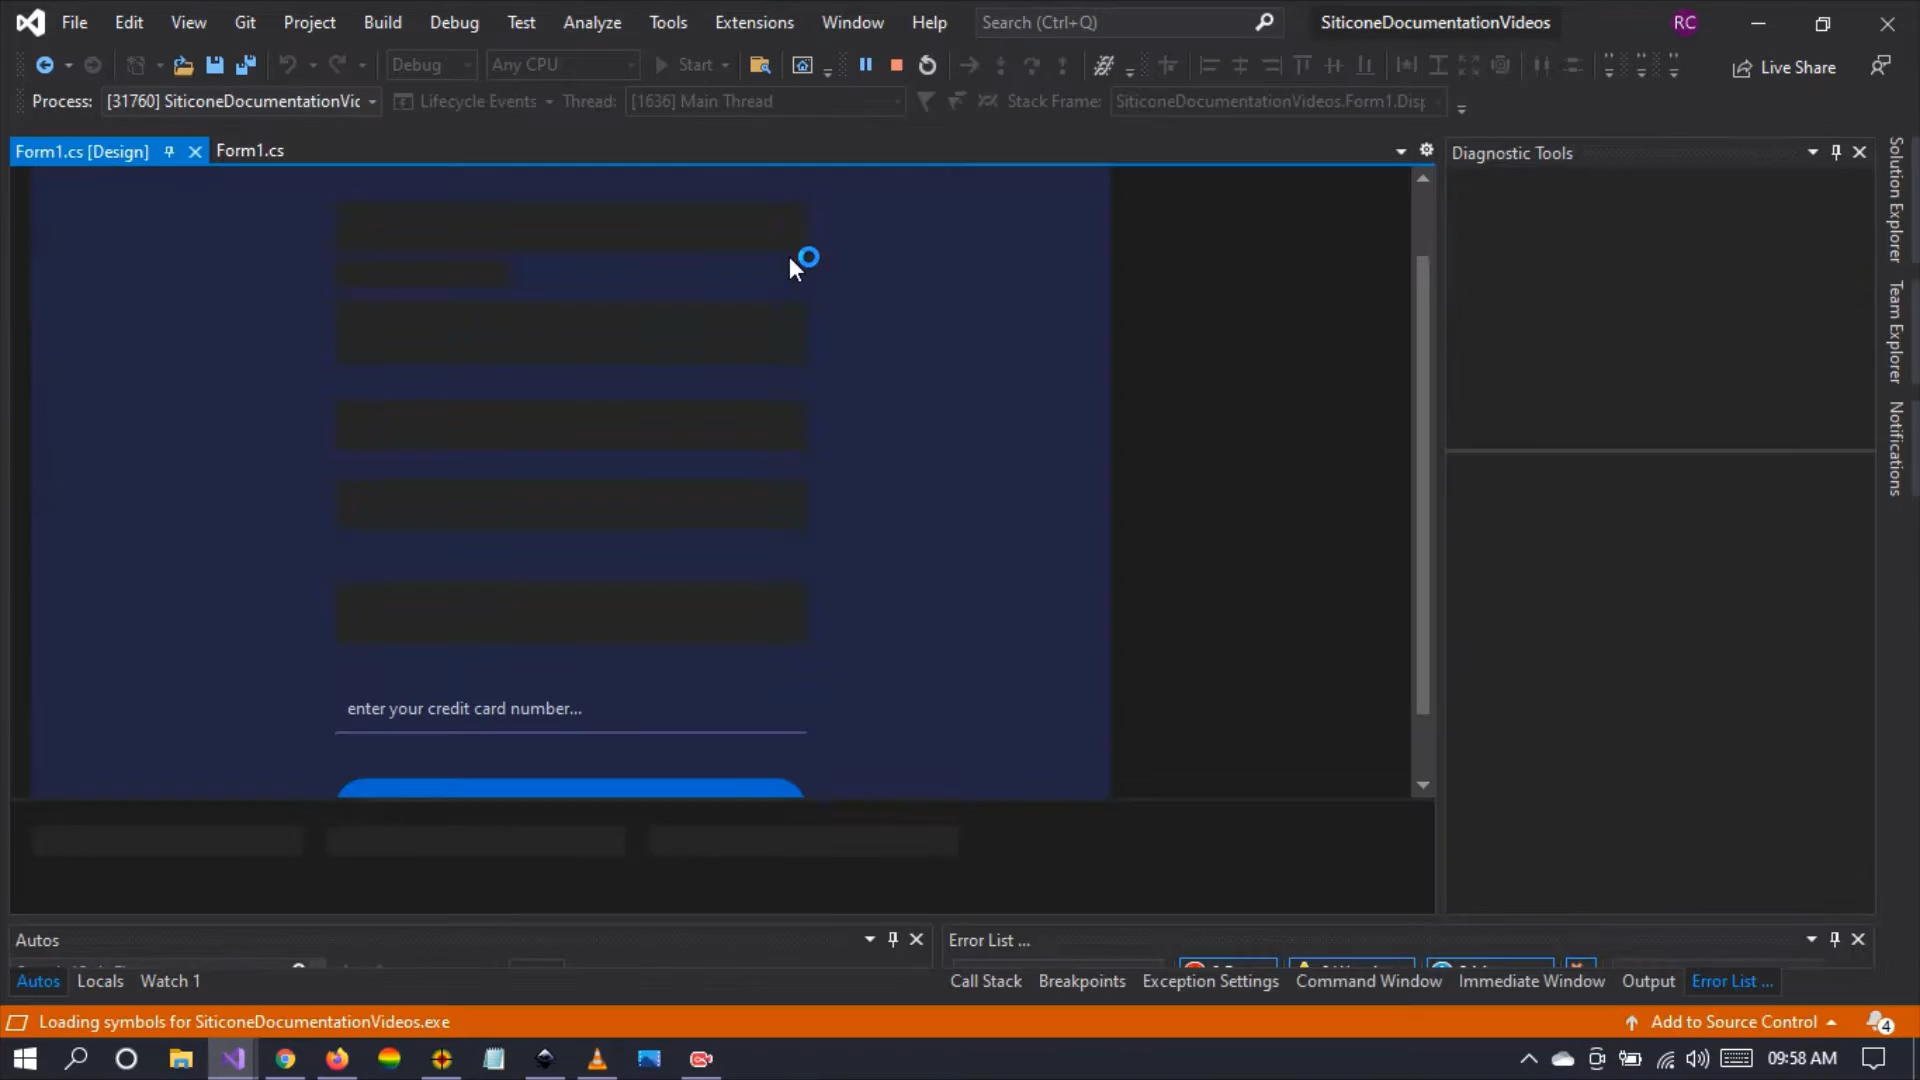 File Edit View Git Project Build Debug Test Analyze Tools Extensions Window Help Search (Ctrl+Q) SiticoneDocumentationVideos RC
Debug Any CPU Start Live Share
Process: [31760] SiticoneDocumentationVic Lifecycle Events Thread: [1636] Main Thread Stack Frame: SiticoneDocumentationVideos.Form1.Disp
Form1.cs [Design] Form1.cs
Diagnostic Tools
Solution Explorer
Team Explorer
Notifications
enter your credit card number...
Autos
Error List ...
Autos Locals Watch 1
Call Stack Breakpoints Exception Settings Command Window Immediate Window Output Error List ...
Loading symbols for SiticoneDocumentationVideos.exe
Add to Source Control 4
09:58 AM